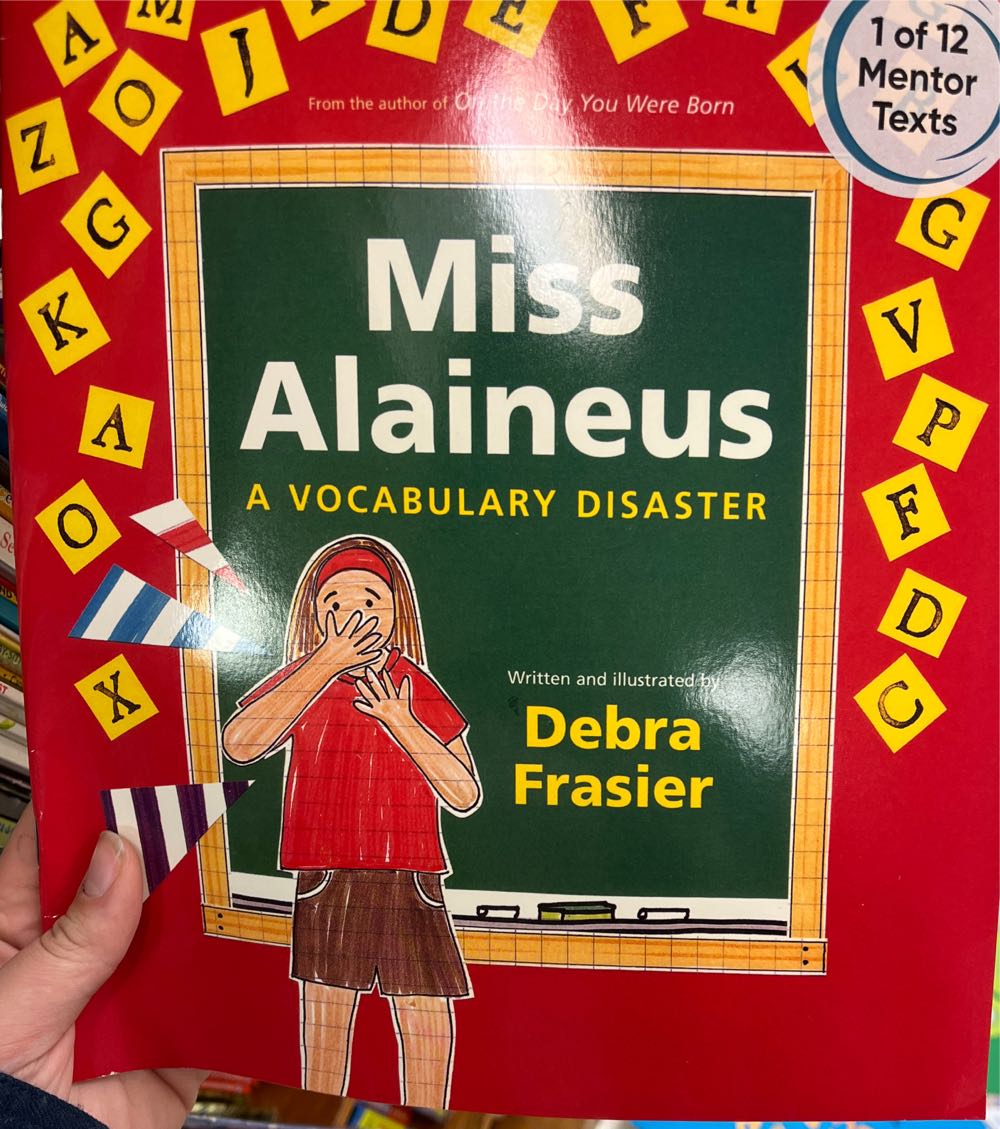 A M J D E F R
Z O J
From the author of On the Day You Were Born
1 of 12
Mentor
Texts
G
K
A
O
X
G
V
P
F
D
C
Miss
Alaineus
A VOCABULARY DISASTER
Written and illustrated by
Debra
Frasier